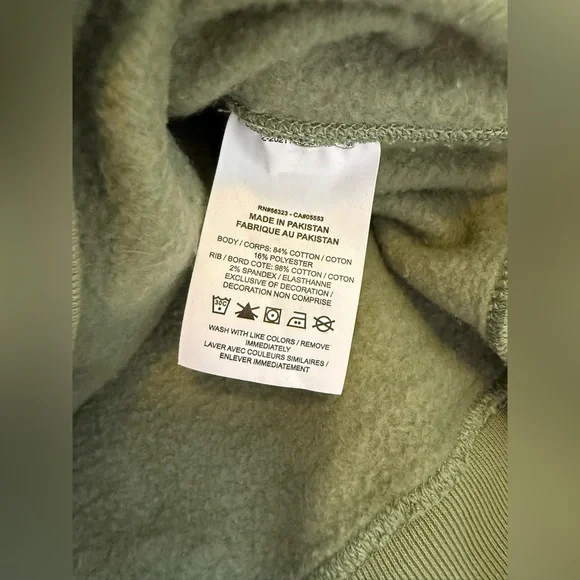 RN#56323 - CA#05553
MADE IN PAKISTAN
FABRIQUE AU PAKISTAN
BODY / CORPS: 84% COTTON / COTON
16% POLYESTER
RIB / BORD COTE: 98% COTTON / COTON
2% SPANDEX / ELASTHANNE
EXCLUSIVE OF DECORATION /
DECORATION NON COMPRISE
30C
WASH WITH LIKE COLORS / REMOVE
IMMEDIATELY
LAVER AVEC COULEURS SIMILAIRES /
ENLEVER IMMEDIATEMENT